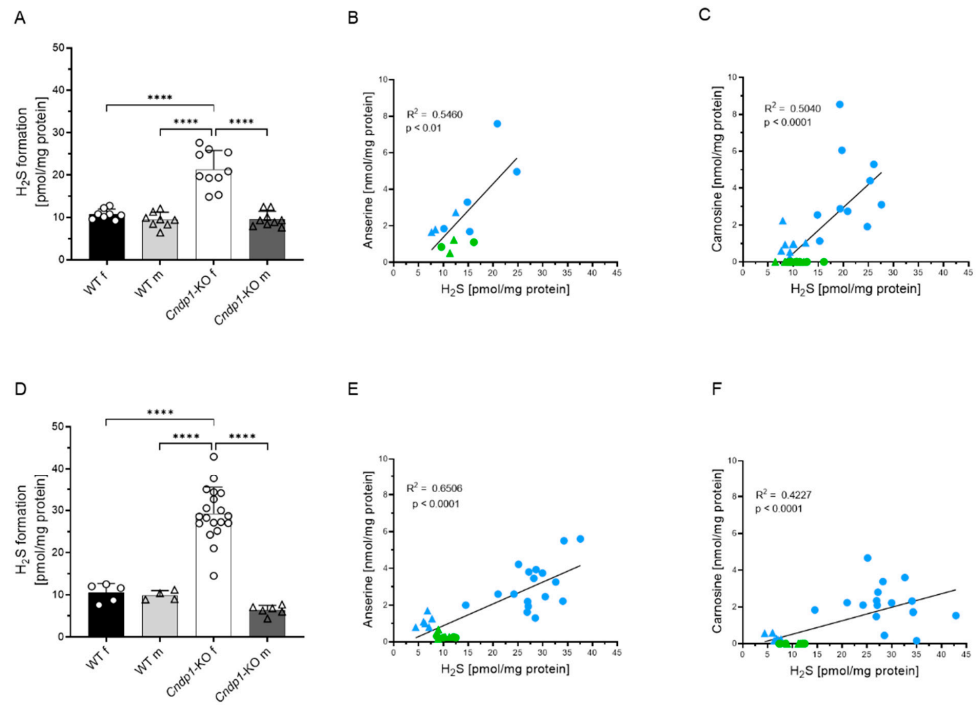 A
50
40
30
20
10
0
H2S formation
[pmol/mg protein]
****
**** ****
WT f
WT m
Cndp1-KO f
Cndp1-KO m
B
10
8
6
4
2
0
Anserine [nmol/mg protein]
R2 = 0.5460
p < 0.01
0 5 10 15 20 25 30 35 40 45
H2S [pmol/mg protein]
C
10
8
6
4
2
0
Carnosine [nmol/mg protein]
R2 = 0.5040
p < 0.0001
0 5 10 15 20 25 30 35 40 45
H2S [pmol/mg protein]
D
50
40
30
20
10
0
H2S formation
[pmol/mg protein]
****
**** ****
WT f
WT m
Cndp1-KO f
Cndp1-KO m
E
10
8
6
4
2
0
Anserine [nmol/mg protein]
R2 = 0.6506
p < 0.0001
0 5 10 15 20 25 30 35 40 45
H2S [pmol/mg protein]
F
10
8
6
4
2
0
Carnosine [nmol/mg protein]
R2 = 0.4227
p < 0.0001
0 5 10 15 20 25 30 35 40 45
H2S [pmol/mg protein]